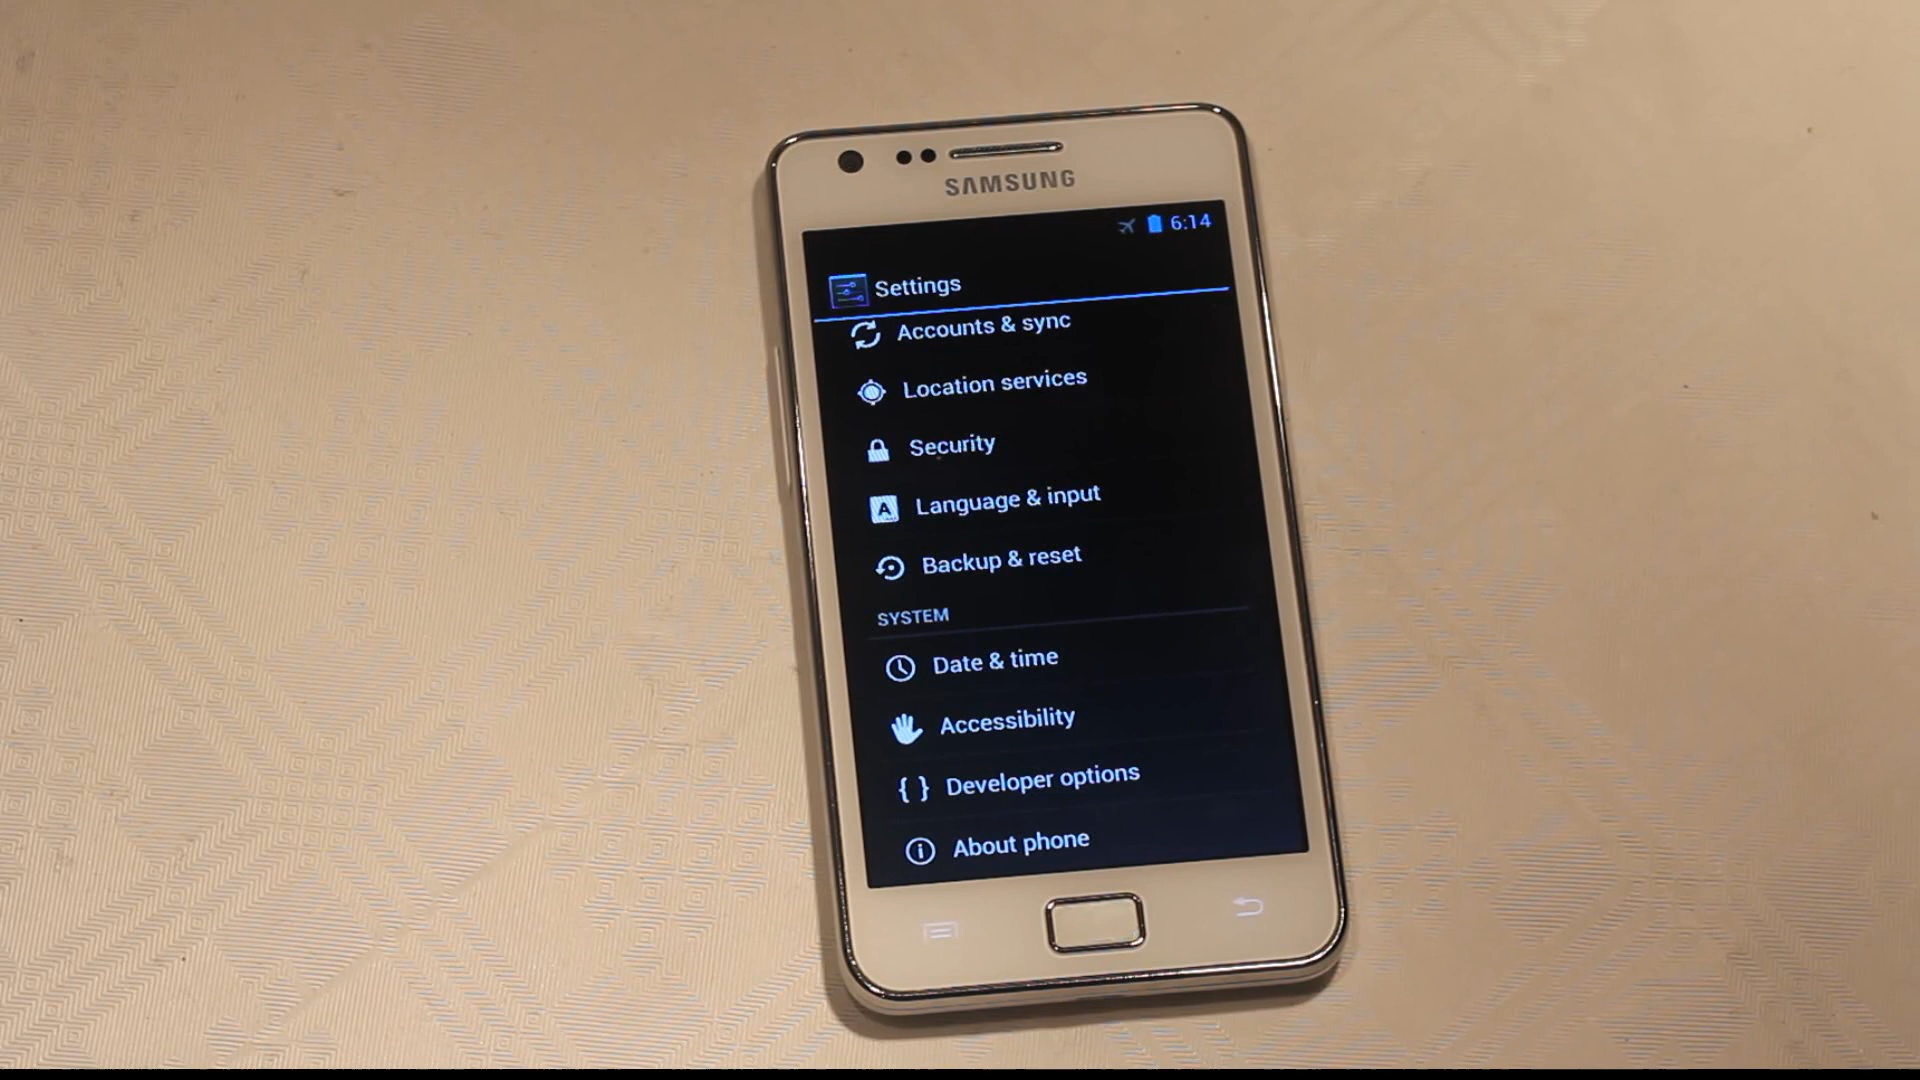 SAMSUNG
6:14
Settings
Accounts & sync
Location services
Security
A Language & input
Backup & reset
SYSTEM
Date & time
Accessibility
{ } Developer options
i About phone